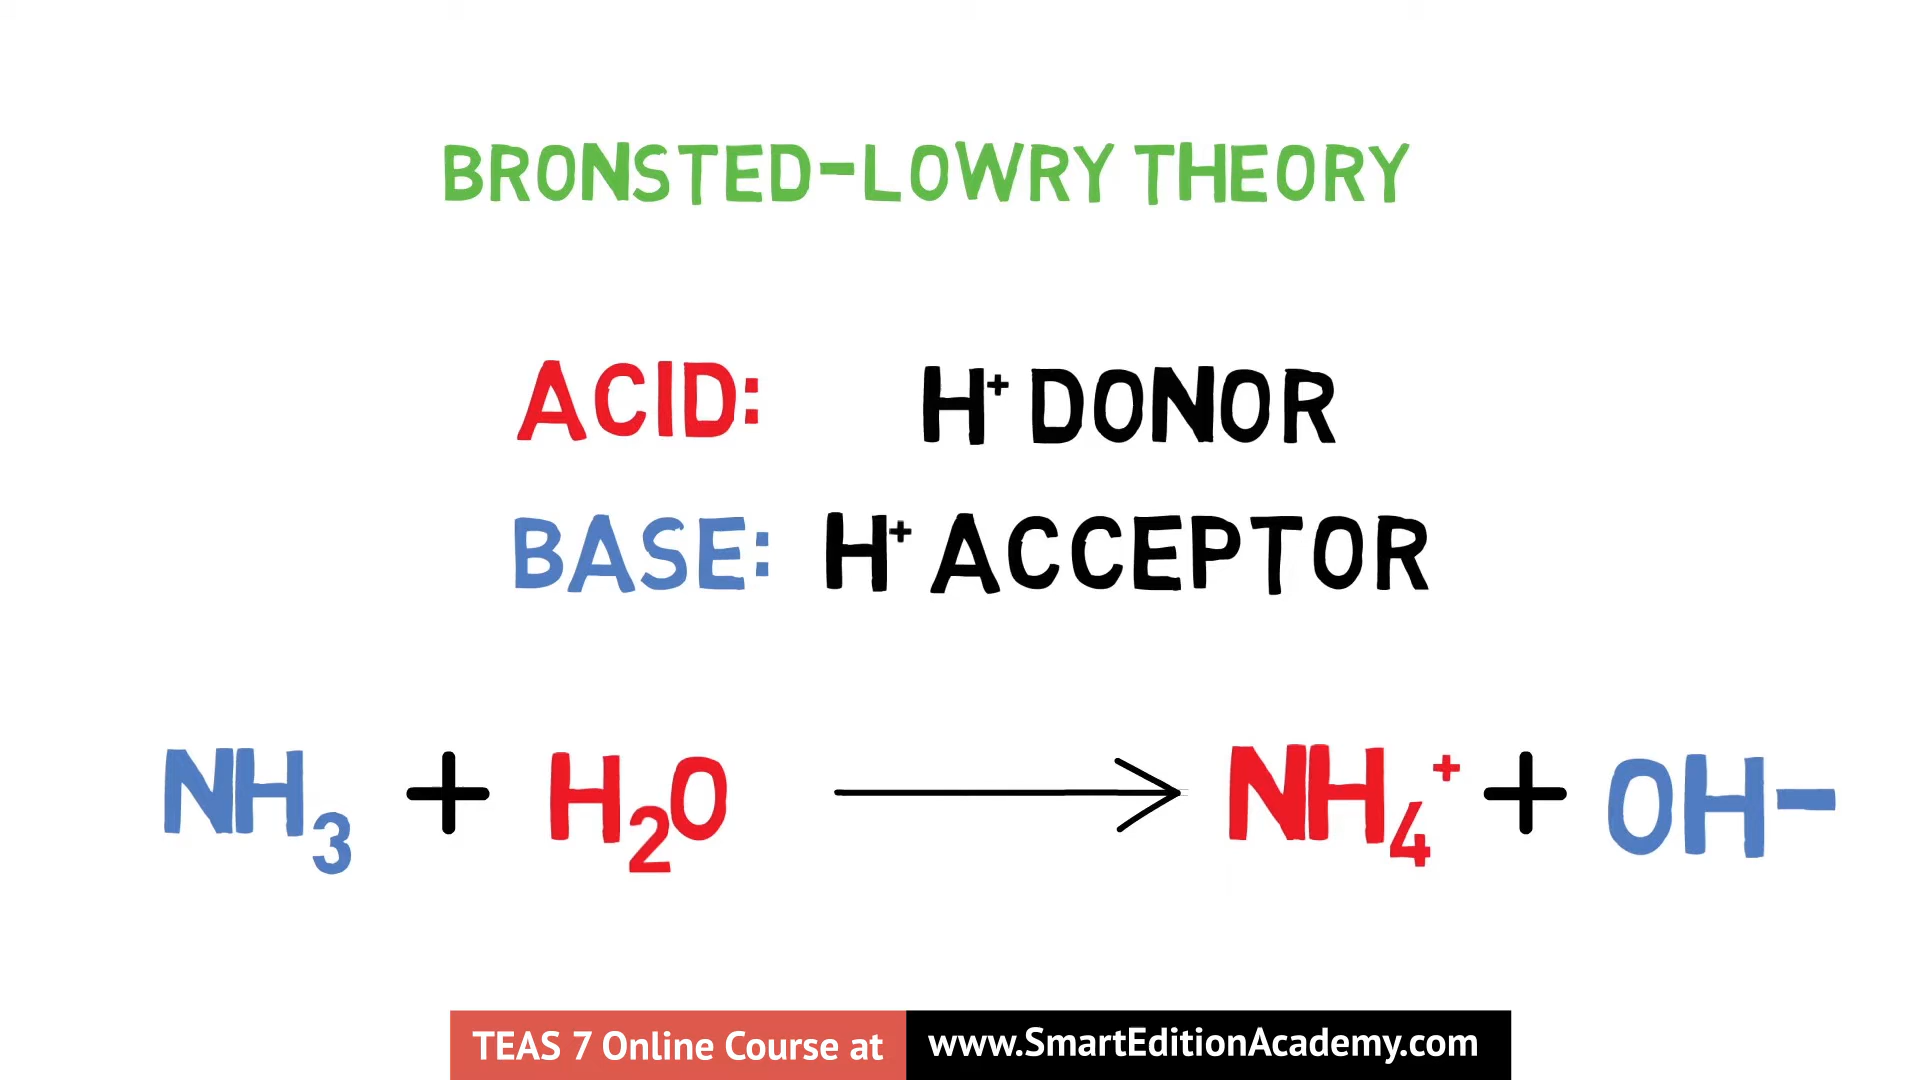 BRONSTED-LOWRY THEORY
ACID: H⁺ DONOR
BASE: H⁺ ACCEPTOR
NH₃ + H₂O → NH₄⁺ + OH-
TEAS 7 Online Course at www.SmartEditionAcademy.com